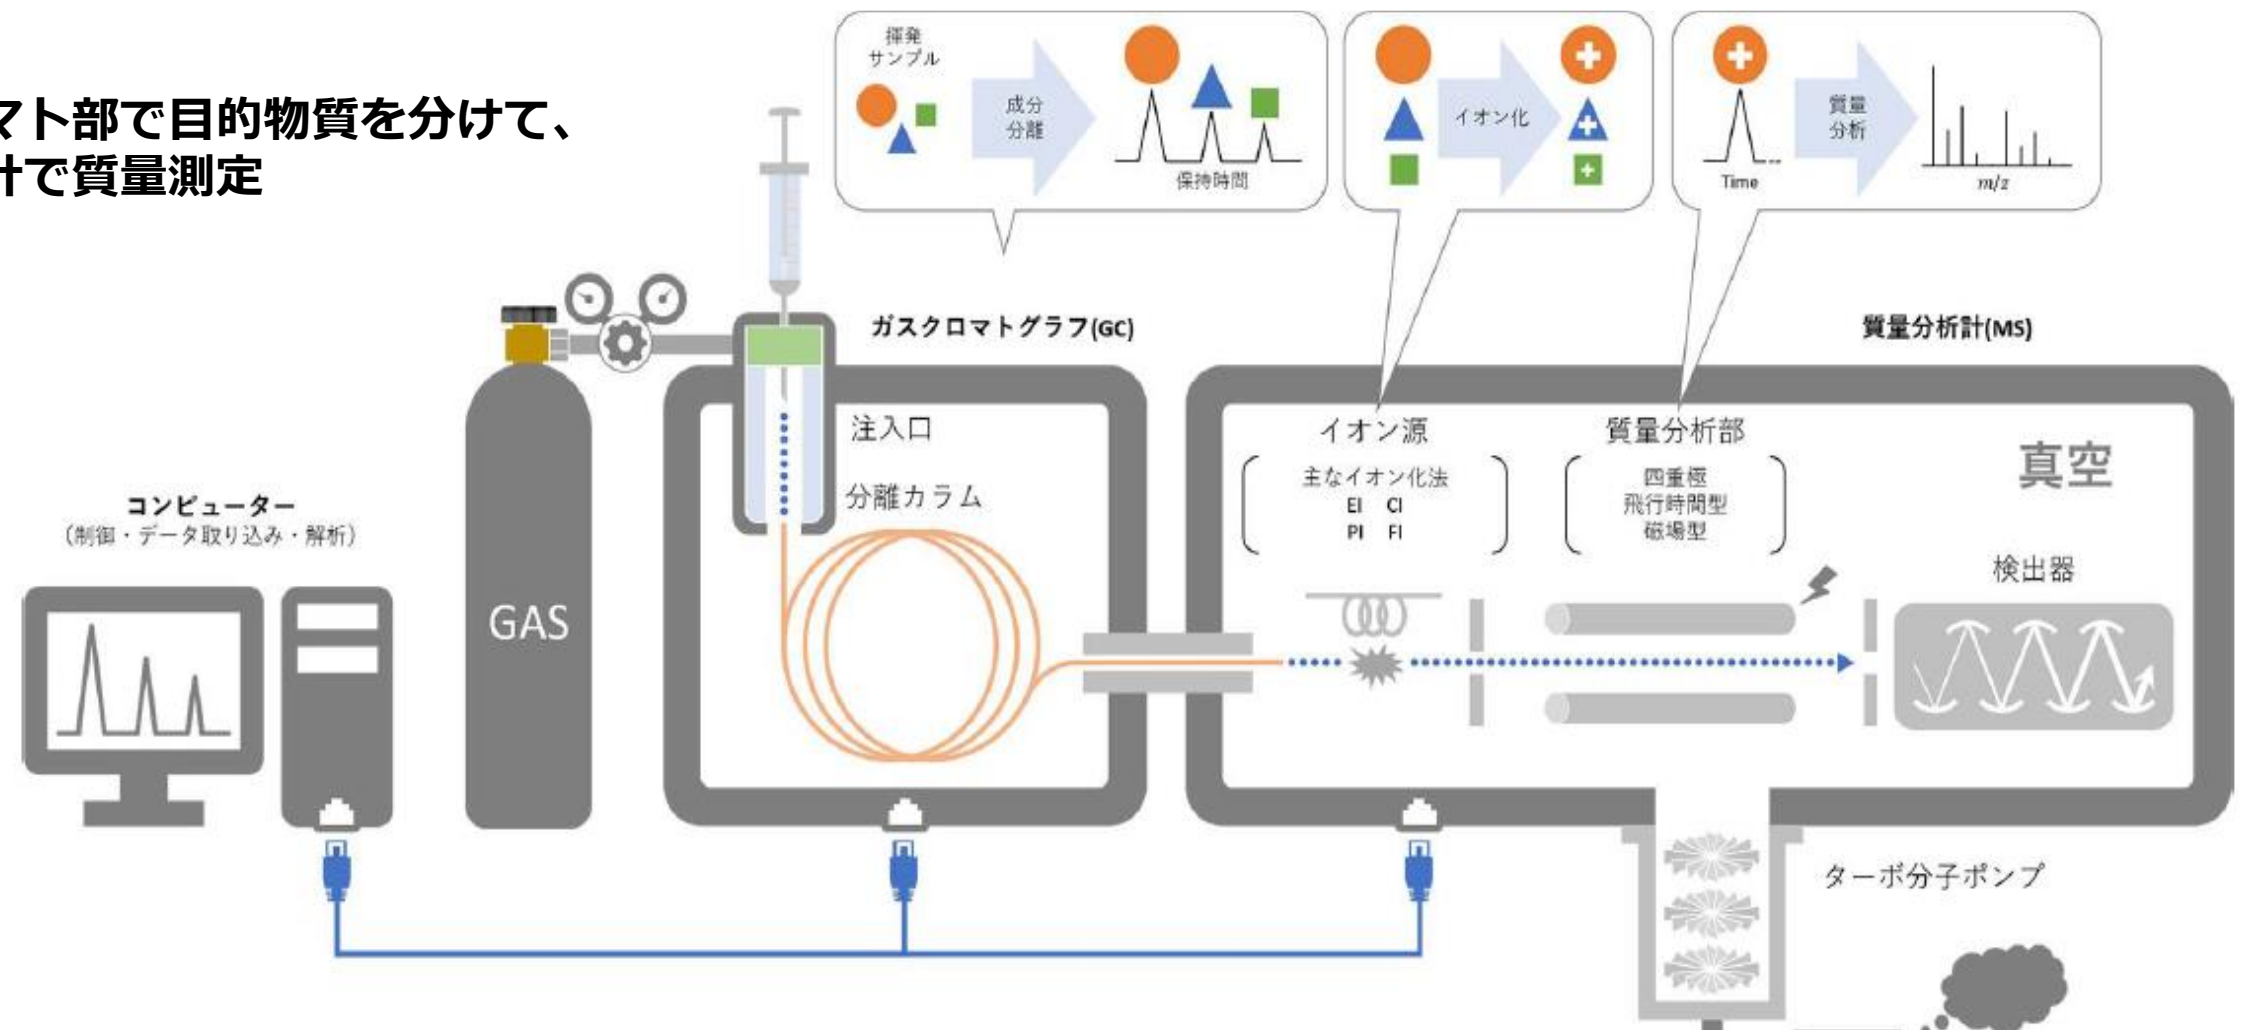 マト部で目的物質を分けて、
計で質量測定
揮発
サンプル
成分
分離
保持時間
イオン化
Time
質量
分析
m/z
ガスクロマトグラフ(GC)
質量分析計(MS)
注入口
分離カラム
イオン源
主なイオン化法
EI CI
PI FI
質量分析部
四重極
飛行時間型
磁場型
真空
検出器
コンピューター
（制御・データ取り込み・解析）
GAS
ターボ分子ポンプ